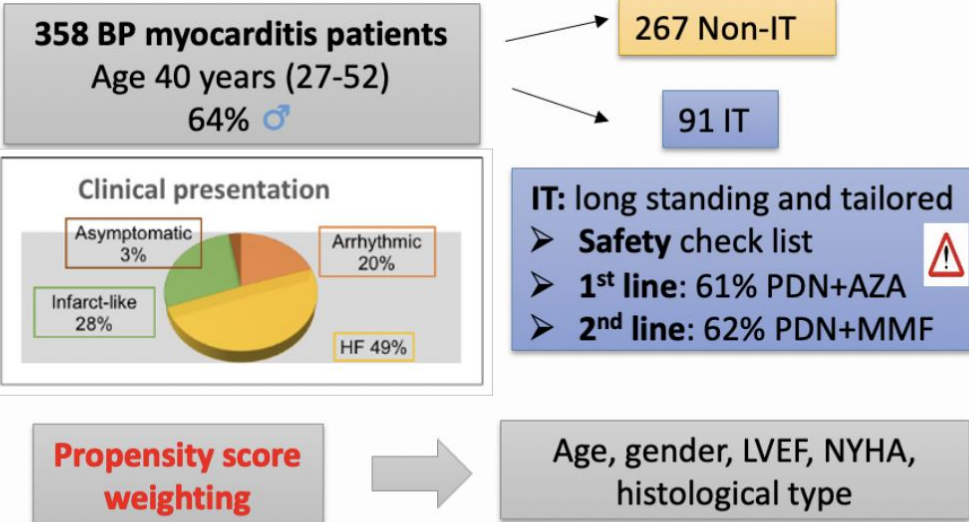 358 BP myocarditis patients
Age 40 years (27-52)
64% ♂
267 Non-IT
91 IT
Clinical presentation
Asymptomatic
3%
Arrhythmic
20%
Infarct-like
28%
HF 49%
IT: long standing and tailored
➢ Safety check list
➢ 1st line: 61% PDN+AZA
➢ 2nd line: 62% PDN+MMF
Propensity score
weighting
Age, gender, LVEF, NYHA,
histological type